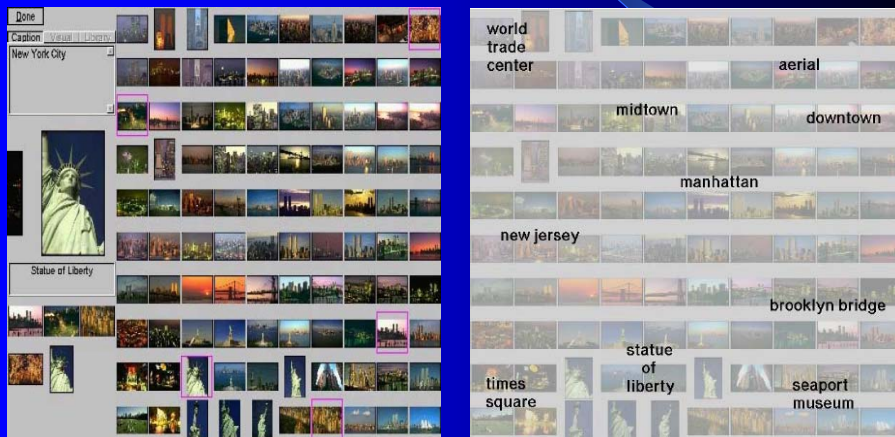 Done
Caption Visual Liberty
New York City
Statue of Liberty
world
trade
center
aerial
midtown
downtown
manhattan
new jersey
brooklyn bridge
statue
of
liberty
times
square
seaport
museum